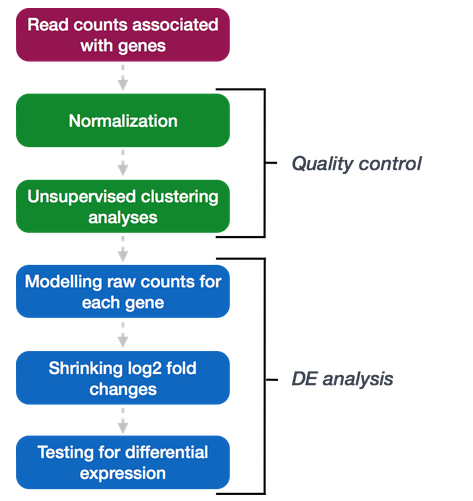 Read counts associated
with genes
Normalization
Quality control
Unsupervised clustering
analyses
Modelling raw counts for
each gene
Shrinking log2 fold
changes
DE analysis
Testing for differential
expression